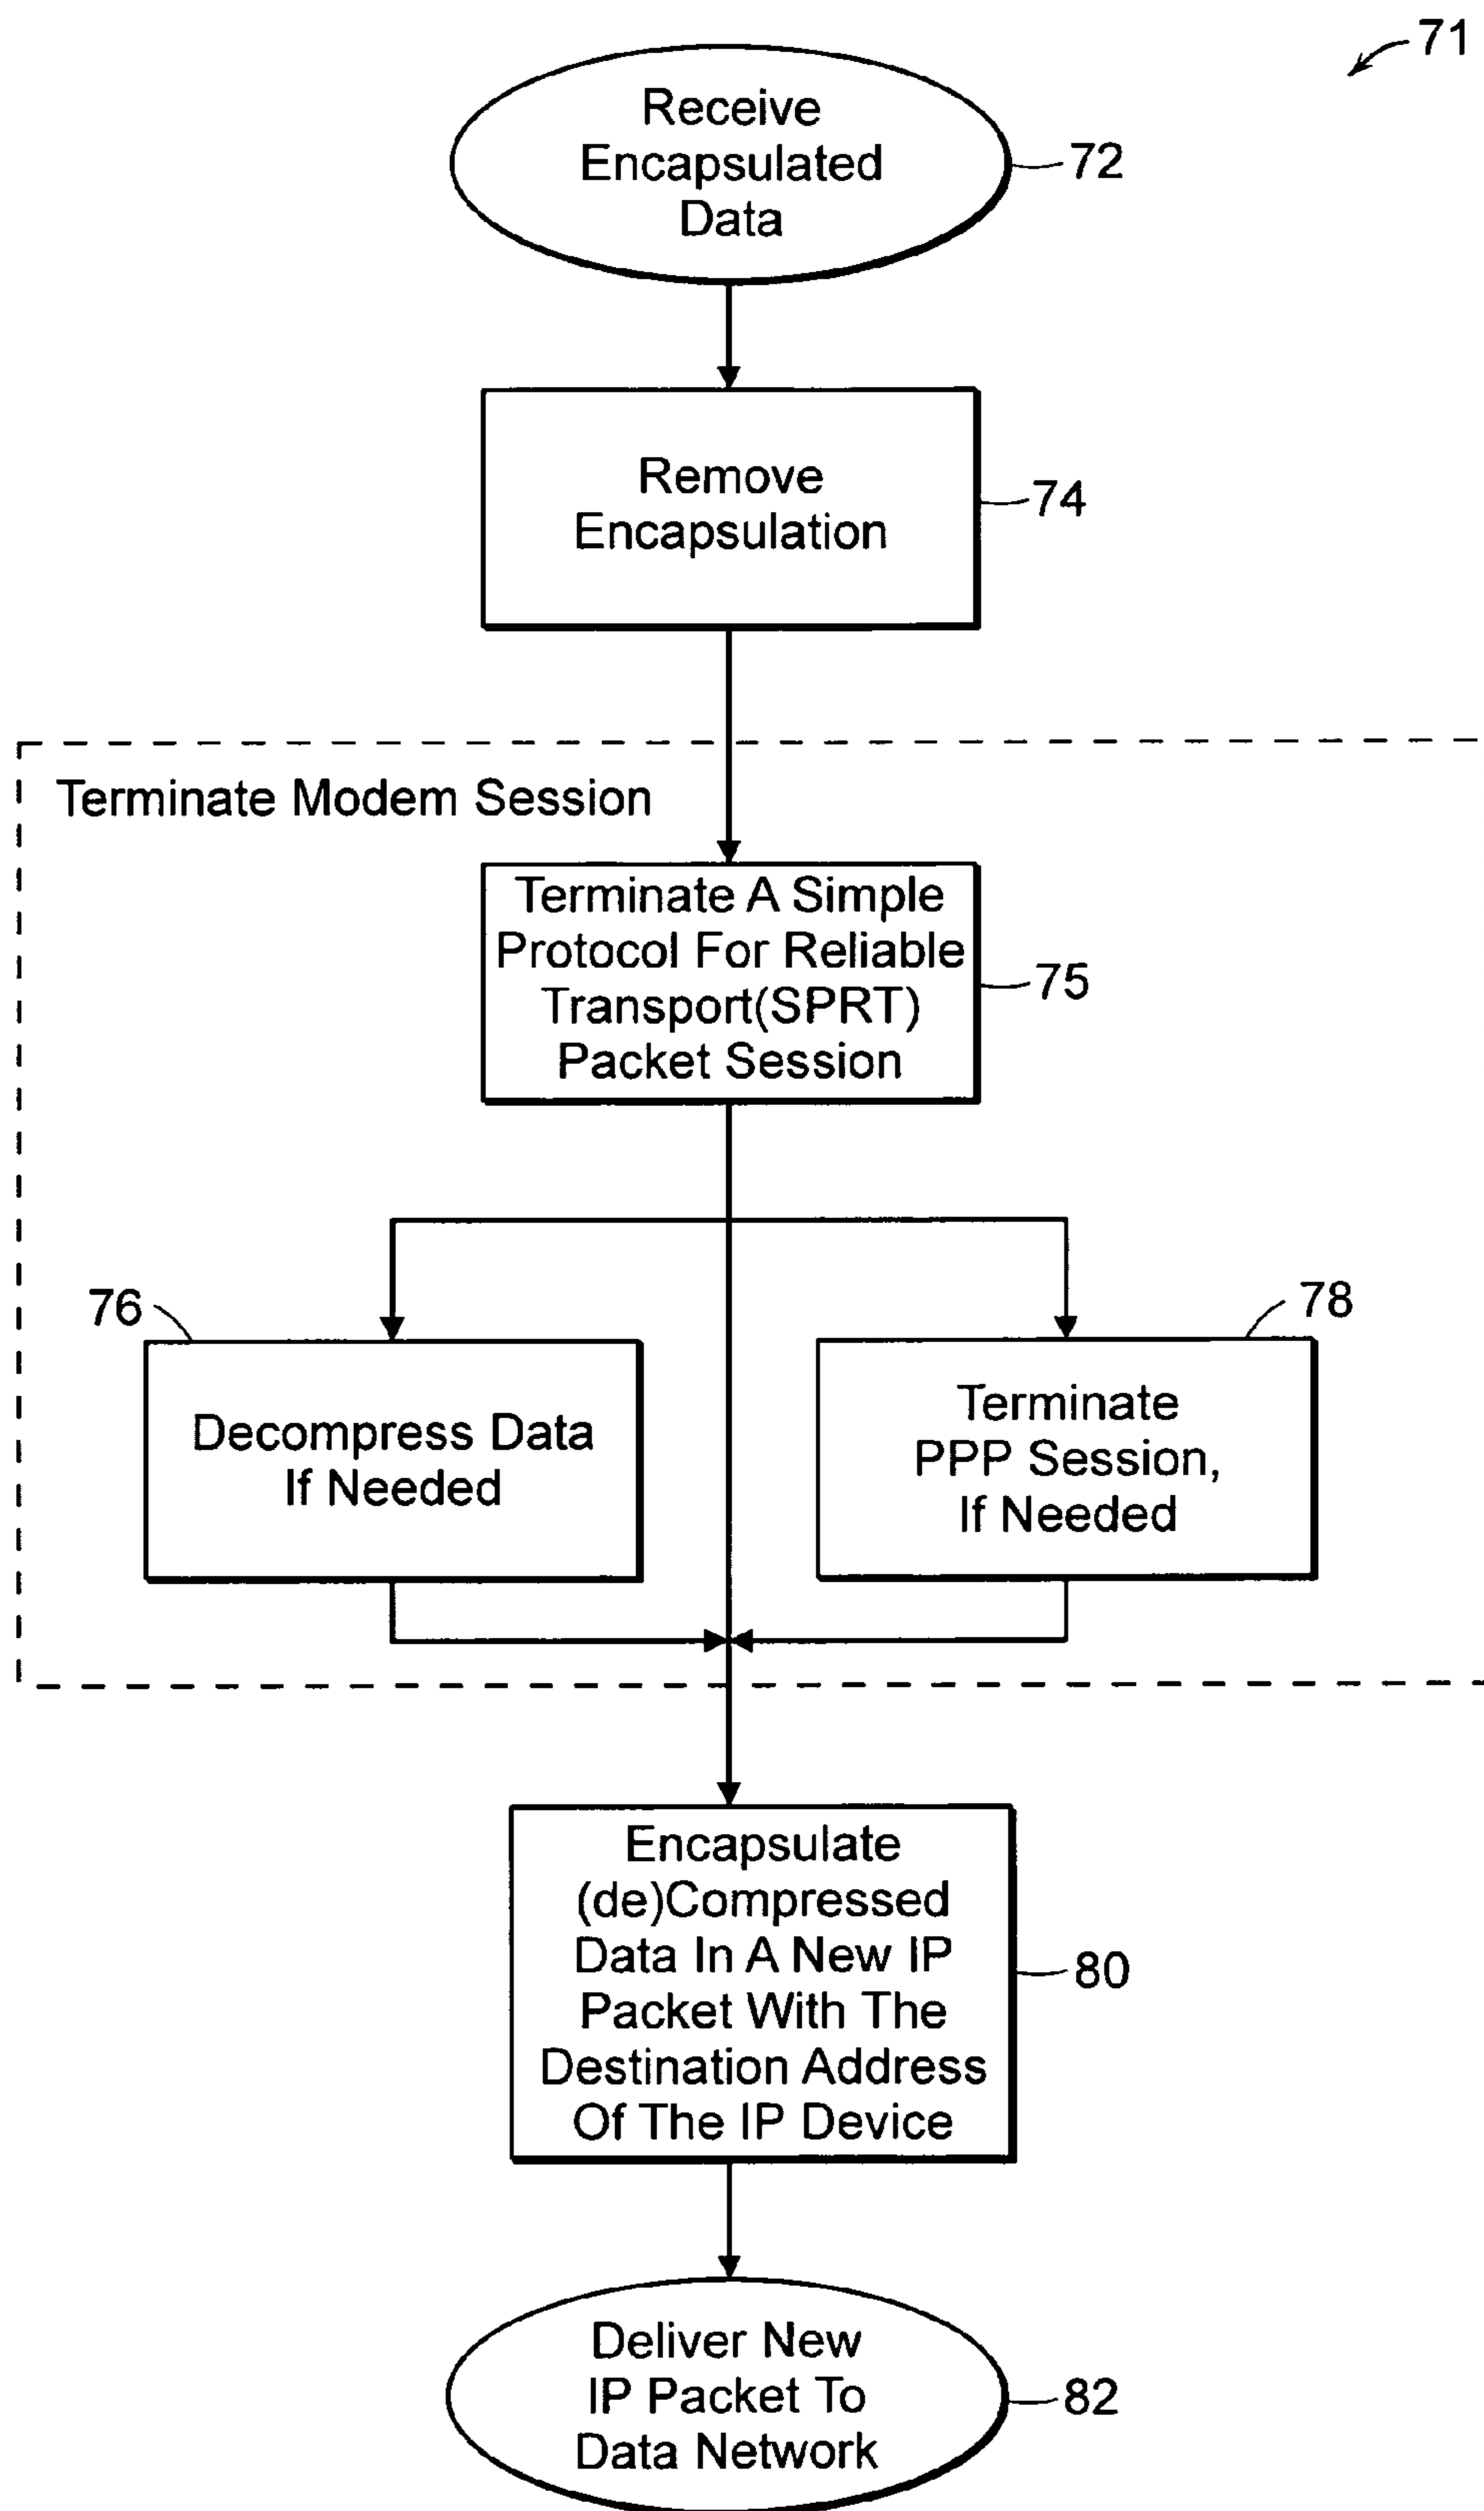 71
Receive
Encapsulated
Data
72
Remove
Encapsulation
74
Terminate Modem Session
Terminate A Simple
Protocol For Reliable
Transport(SPRT)
Packet Session
75
76
78
Decompress Data
If Needed
Terminate
PPP Session,
If Needed
Encapsulate
(de)Compressed
Data In A New IP
Packet With The
Destination Address
Of The IP Device
80
Deliver New
IP Packet To
Data Network
82